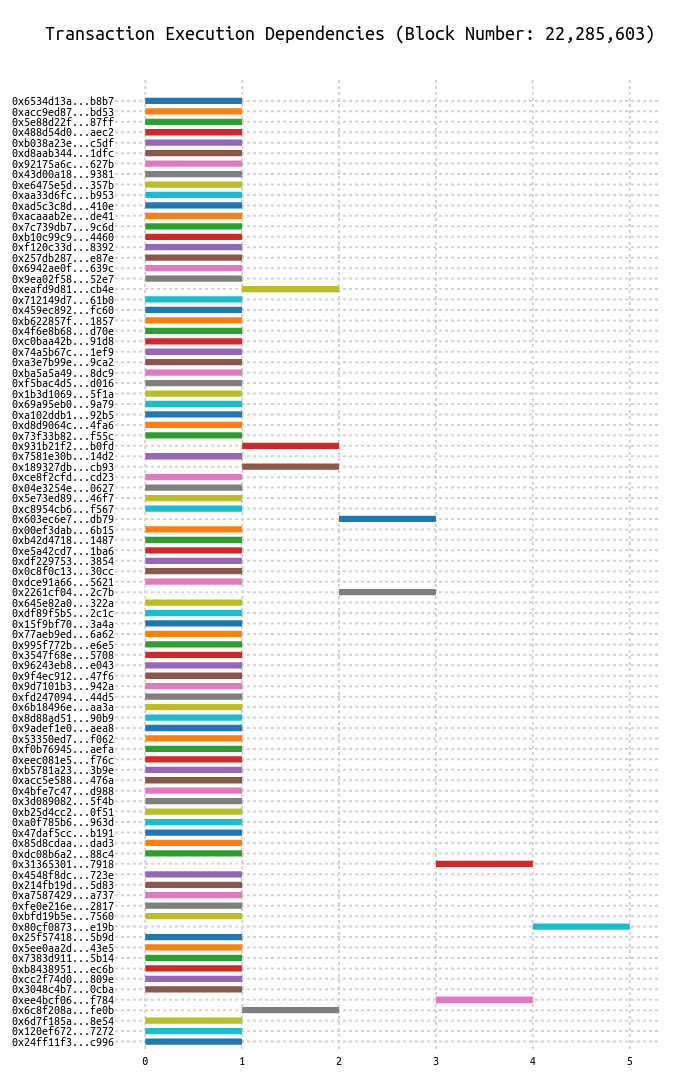 Transaction Execution Dependencies (Block Number: 22,285,603)
0x6534d13a...b8b7
0xacc9ed87...bd53
0x5e88d22f...87ff
0x488d54d0...aec2
0xb038a23e...c5df
0xd8aab344...1dfc
0x92175a6c...627b
0x43d00a18...9381
0xe6475e5d...357b
0xaa33d6fc...b953
0xad5c3c8d...410e
0xacaaab2e...de41
0x7c739db7...9c6d
0xb10c99c9...4460
0xf120c33d...8392
0x257db287...e87e
0x6942ae0f...639c
0x9ea02f58...52e7
0xeafd9d81...cb4e
0x712149d7...61b0
0x459ec892...fc60
0xb622857f...1857
0x4f6e8b68...d70e
0xc0baa42b...91d8
0x74a5b67c...1ef9
0xa3e7b99e...9ca2
0xba5a5a49...8dc9
0xf5bac4d5...d016
0x1b3d1069...5f1a
0x69a95eb0...9a79
0xa102ddb1...92b5
0xd8d9064c...4fa6
0x73f33b82...f55c
0x931b21f2...b0fd
0x7581e30b...14d2
0x189327db...cb93
0xce8f2cfd...cd23
0x04e3254e...0627
0x5e73ed89...46f7
0xc8954cb6...f567
0x603ec6e7...db79
0x00ef3dab...6b15
0xb42d4718...1487
0xe5a42cd7...1ba6
0xdf229753...3854
0x0c8f0c13...30cc
0xdce91a66...5621
0x2261cf04...2c7b
0x645e82a0...322a
0xdf89f5b5...2c1c
0x15f9bf70...3a4a
0x77aeb9ed...6a62
0x995f772b...e6e5
0x3547f68e...5708
0x96243eb8...e043
0x9f4ec912...47f6
0x9d7101b3...942a
0xfd247094...44d5
0x6b18496e...aa3a
0x8d88ad51...90b9
0x9adef1e0...aea8
0x53350ed7...f062
0xf0b76945...aefa
0xeec081e5...f76c
0xb5781a23...3b9e
0xacc5e588...476a
0x4bfe7c47...d988
0x3d089082...5f4b
0xb25d4cc2...0f51
0xa0f785b6...963d
0x47daf5cc...b191
0x85d8cdaa...dad3
0xdc08b6a2...88c4
0x31365301...7918
0x4548f8dc...723e
0x214fb19d...5d83
0xa7587429...a737
0xfe0e216e...2817
0xbfd19b5e...7560
0x80cf0873...e19b
0x25f57418...5b9d
0x5ee0aa2d...43e5
0x7383d911...5b14
0xb8438951...ec6b
0xcc2f74d0...809e
0x3048c4b7...0cba
0xee4bcf06...f784
0x6c8f208a...fe0b
0x6d7f185a...8e54
0x120ef672...7272
0x24ff11f3...c996
0 1 2 3 4 5